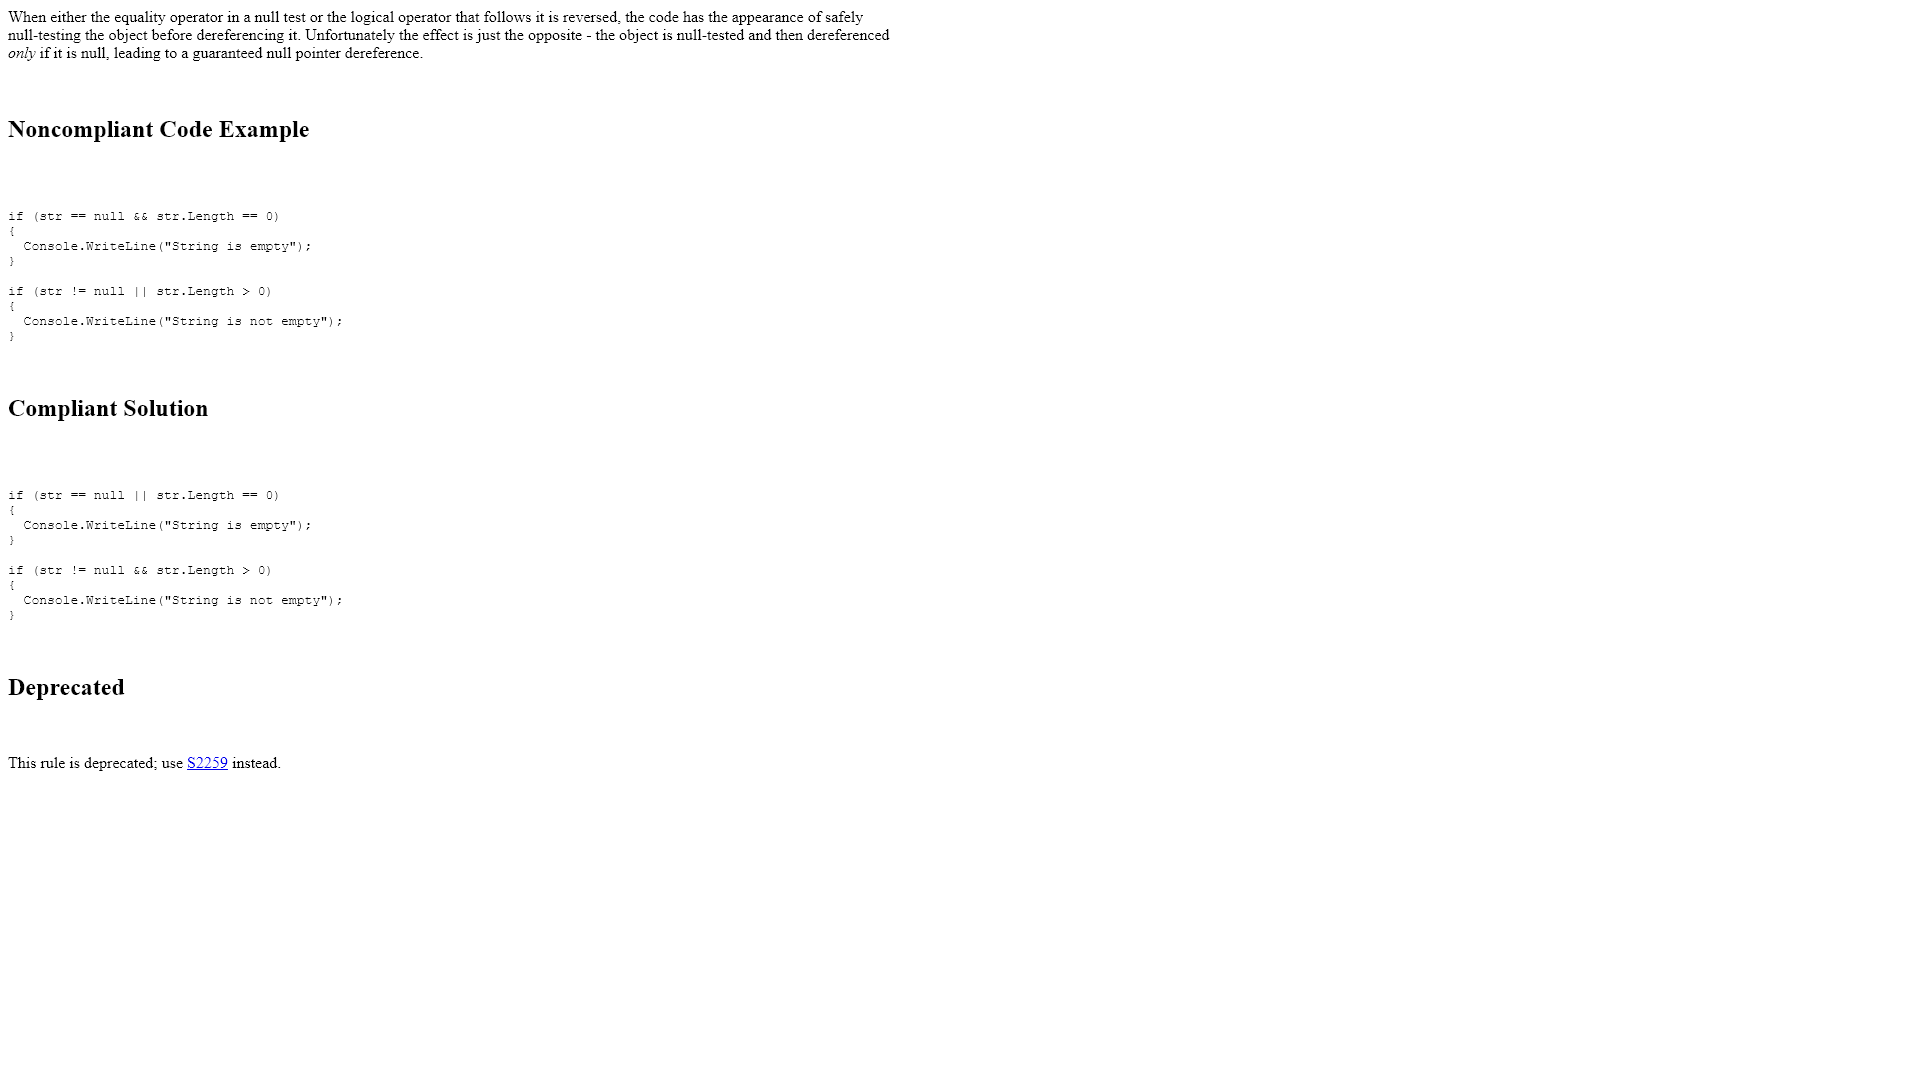 When either the equality operator in a null test or the logical operator that follows it is reversed, the code has the appearance of safely
null-testing the object before dereferencing it. Unfortunately the effect is just the opposite - the object is null-tested and then dereferenced
only if it is null, leading to a guaranteed null pointer dereference.
Noncompliant Code Example
if (str == null && str.Length == 0)
{
  Console.WriteLine("String is empty");
}
if (str != null || str.Length > 0)
{
  Console.WriteLine("String is not empty");
}
Compliant Solution
if (str == null || str.Length == 0)
{
  Console.WriteLine("String is empty");
}
if (str != null && str.Length > 0)
{
  Console.WriteLine("String is not empty");
}
Deprecated
This rule is deprecated; use S2259 instead.